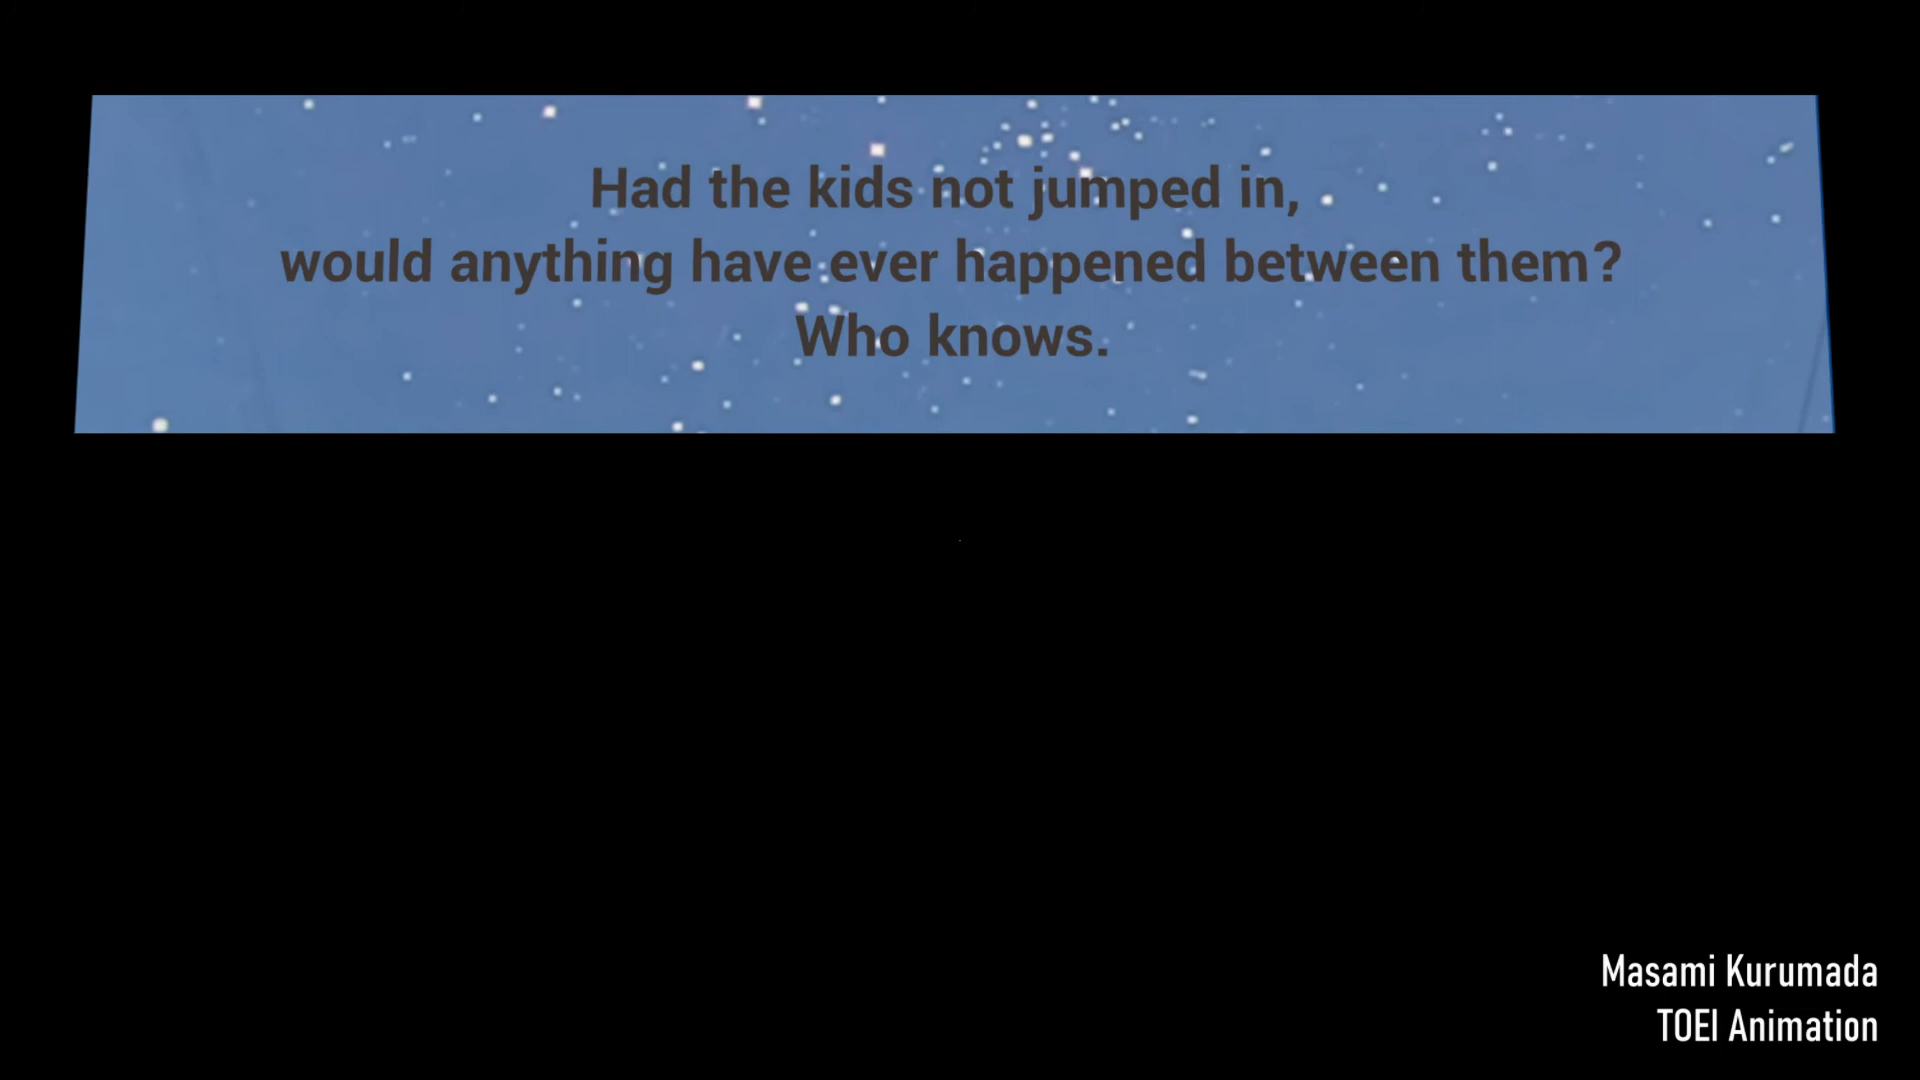 Had the kids not jumped in,
would anything have ever happened between them?
Who knows.
Masami Kurumada
TOEI Animation